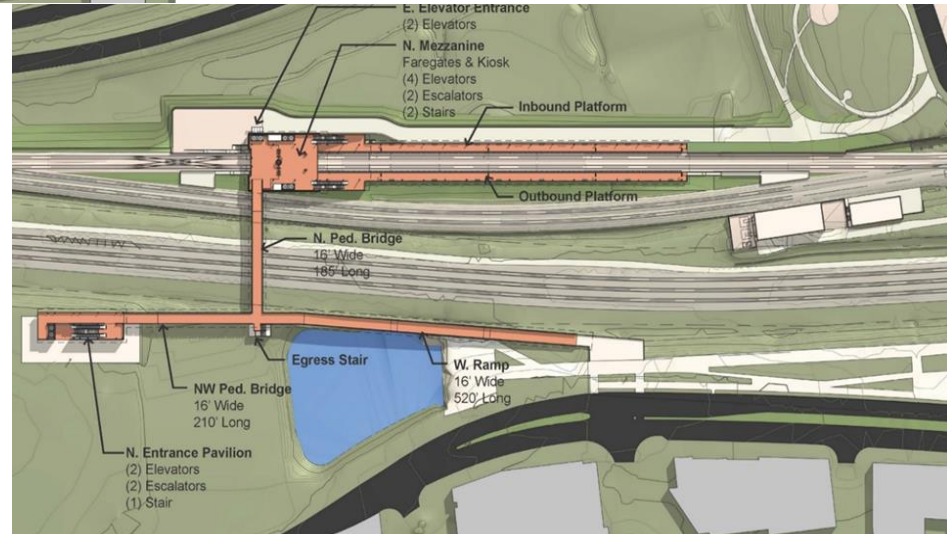 E. Elevator Entrance
(2) Elevators
N. Mezzanine
Faregates & Kiosk
(4) Elevators
(2) Escalators
(2) Stairs
Inbound Platform
Outbound Platform
N. Ped. Bridge
16' Wide
185' Long
Egress Stair
W. Ramp
16' Wide
520' Long
NW Ped. Bridge
16' Wide
210' Long
N. Entrance Pavilion
(2) Elevators
(2) Escalators
(1) Stair